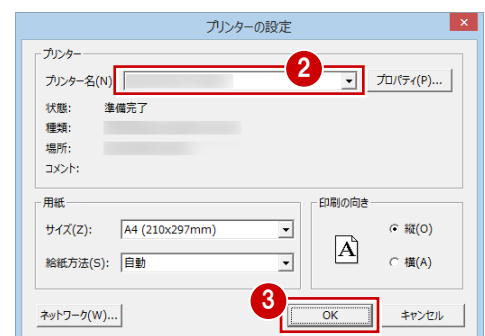 プリンターの設定
プリンター
プリンター名(N)
2
プロパティ(P)...
状態: 準備完了
種類:
場所:
コメント:
用紙
サイズ(Z): A4 (210x297mm)
給紙方法(S): 自動
印刷の向き
A
縦(O)
横(A)
ネットワーク(W)...
3
OK
キャンセル